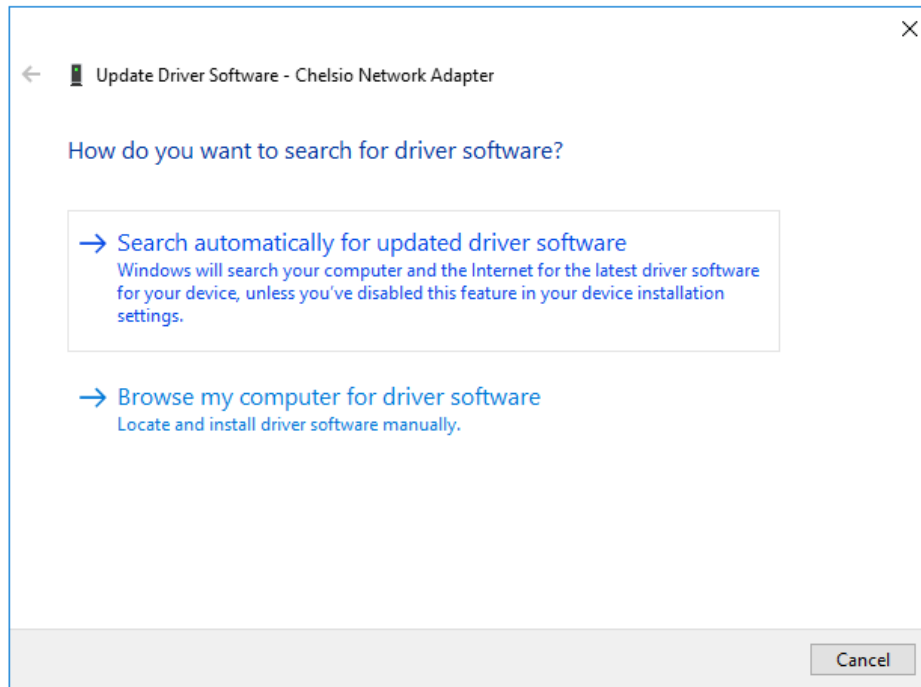 Update Driver Software - Chelsio Network Adapter
How do you want to search for driver software?
Search automatically for updated driver software
Windows will search your computer and the Internet for the latest driver software
for your device, unless you've disabled this feature in your device installation
settings.
Browse my computer for driver software
Locate and install driver software manually.
Cancel